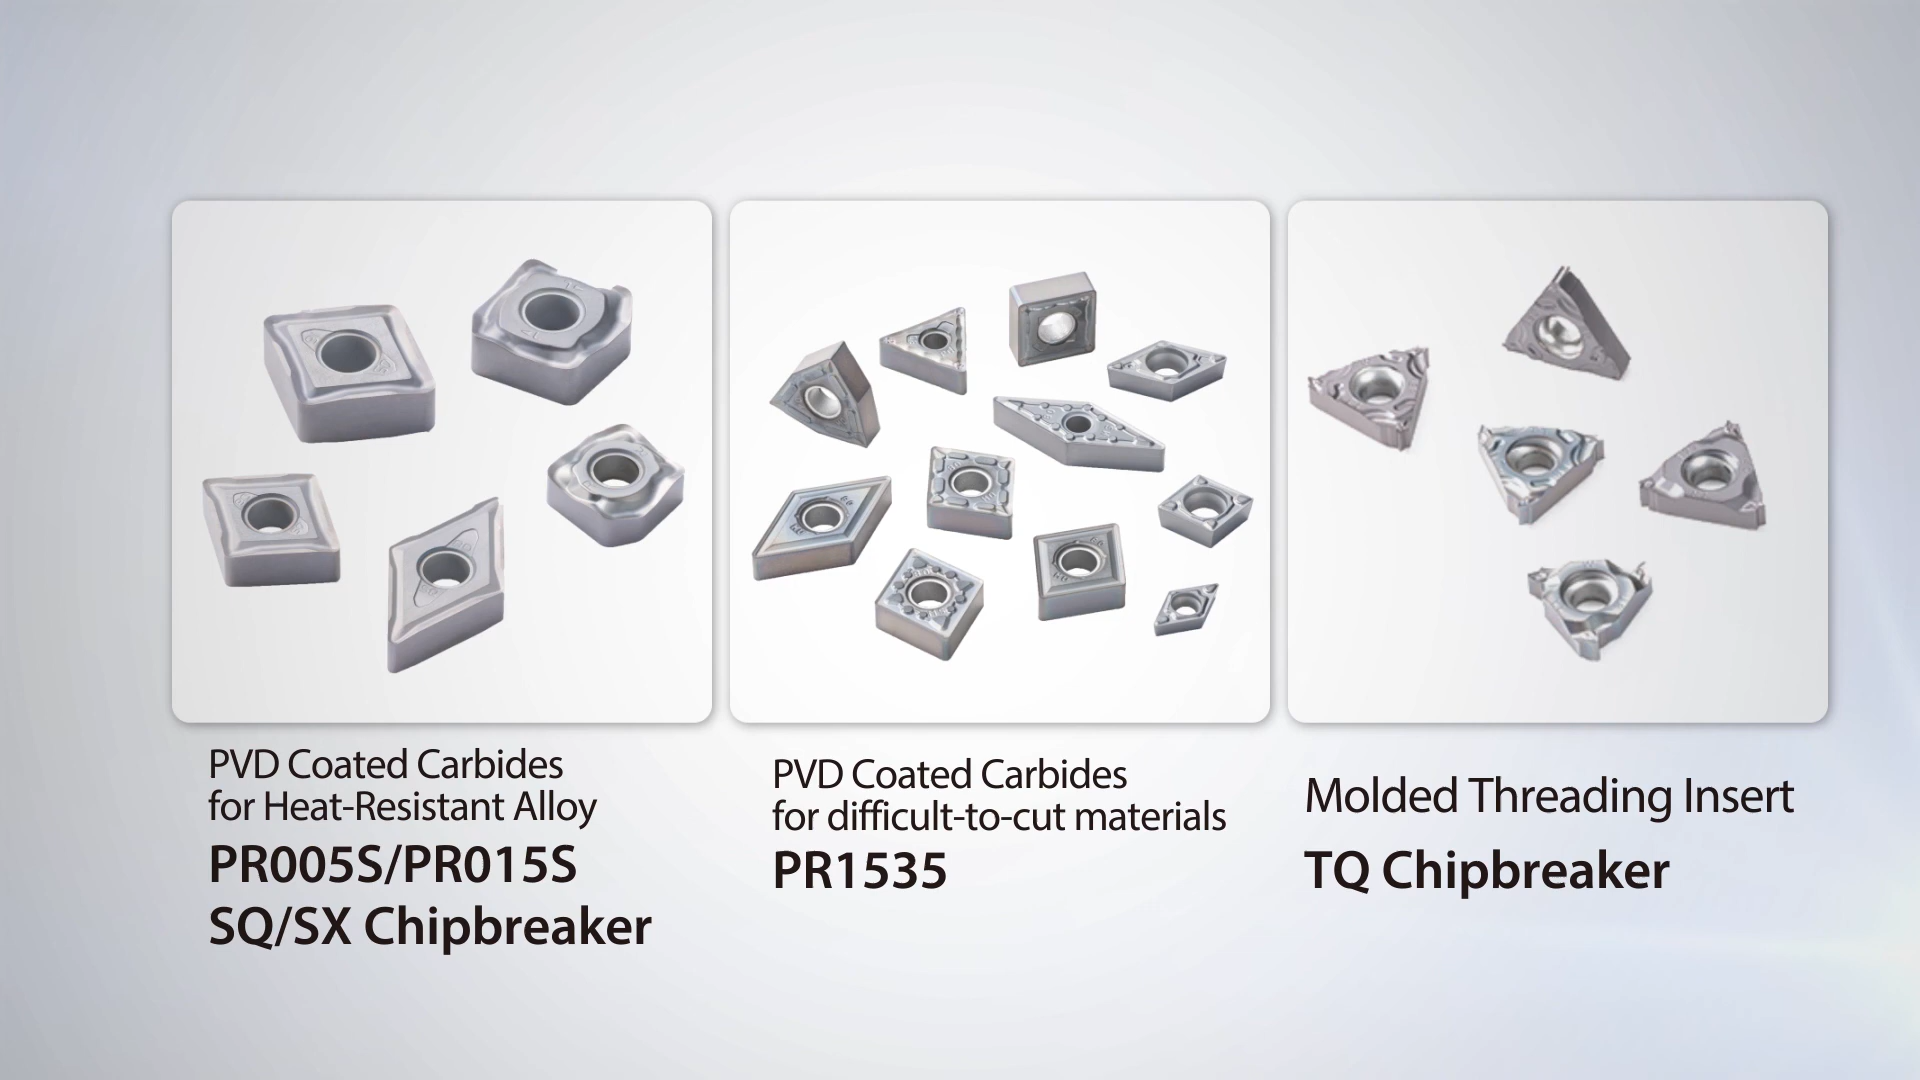 PVD Coated Carbides
for Heat-Resistant Alloy
PR005S/PR015S
SQ/SX Chipbreaker
PVD Coated Carbides
for difficult-to-cut materials
PR1535
Molded Threading Insert
TQ Chipbreaker